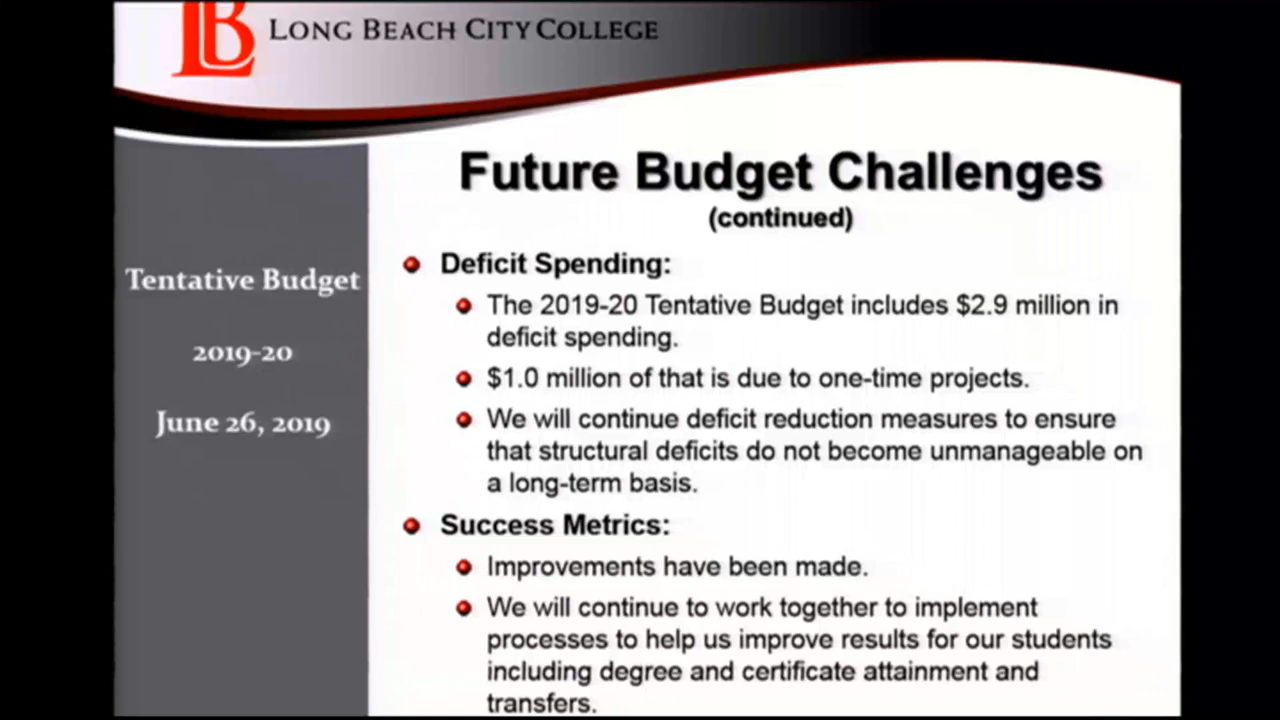 LB LONG BEACH CITY COLLEGE
Tentative Budget
2019-20
June 26, 2019
Future Budget Challenges
(continued)
Deficit Spending:
The 2019-20 Tentative Budget includes $2.9 million in
deficit spending.
$1.0 million of that is due to one-time projects.
We will continue deficit reduction measures to ensure
that structural deficits do not become unmanageable on
a long-term basis.
Success Metrics:
Improvements have been made.
We will continue to work together to implement
processes to help us improve results for our students
including degree and certificate attainment and
transfers.